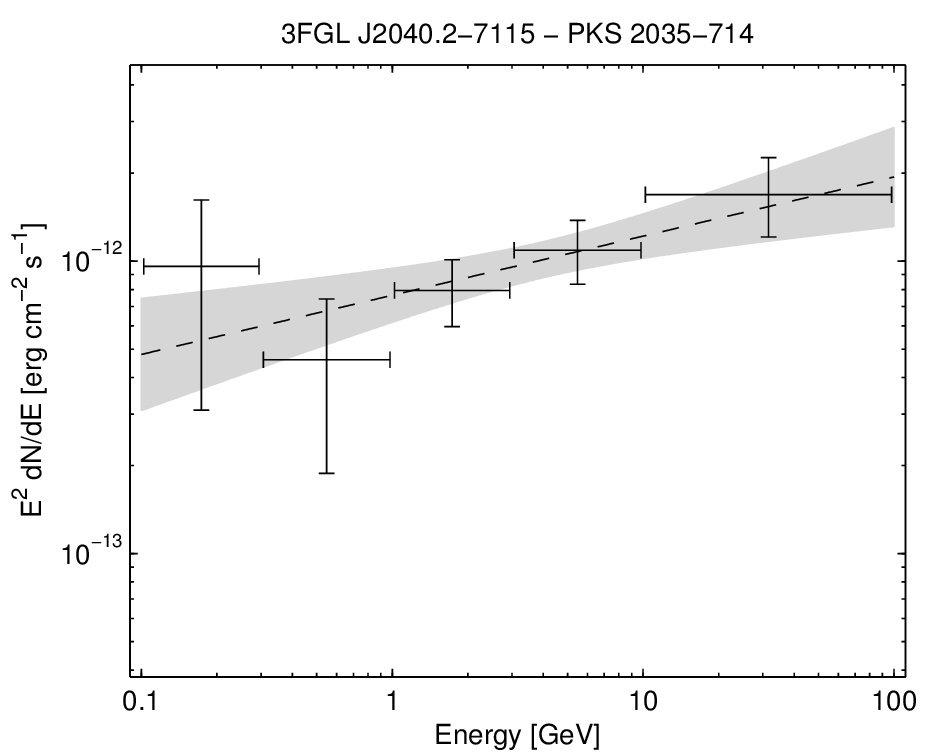 3FGL J2040.2−7115 − PKS 2035−714
E² dN/dE [erg cm⁻² s⁻¹]
10⁻¹²
10⁻¹³
0.1 1 10 100
Energy [GeV]